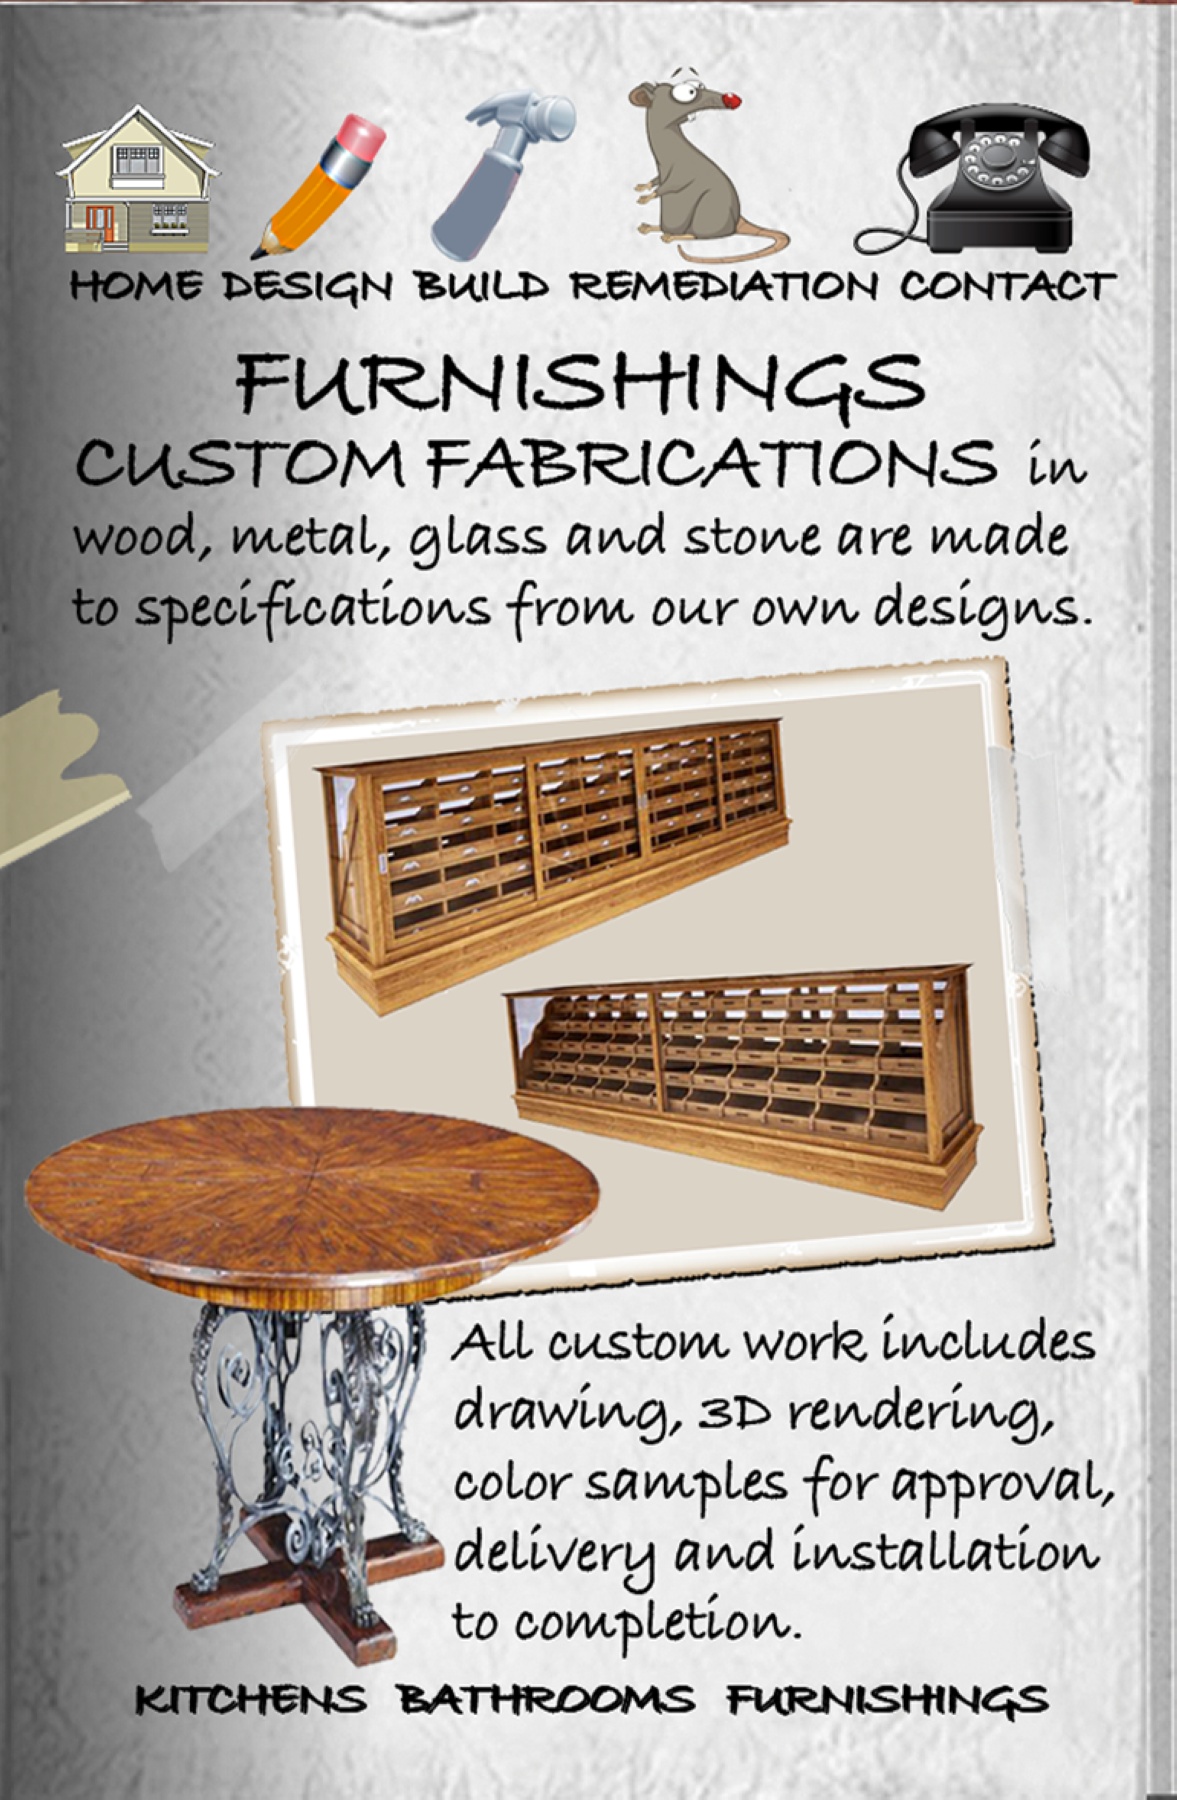 HOME DESIGN BUILD REMEDIATION CONTACT
FURNISHINGS
CUSTOM FABRICATIONS in
wood, metal, glass and stone are made
to specifications from our own designs.
All custom work includes
drawing, 3D rendering,
color samples for approval,
delivery and installation
to completion.
KITCHENS BATHROOMS FURNISHINGS